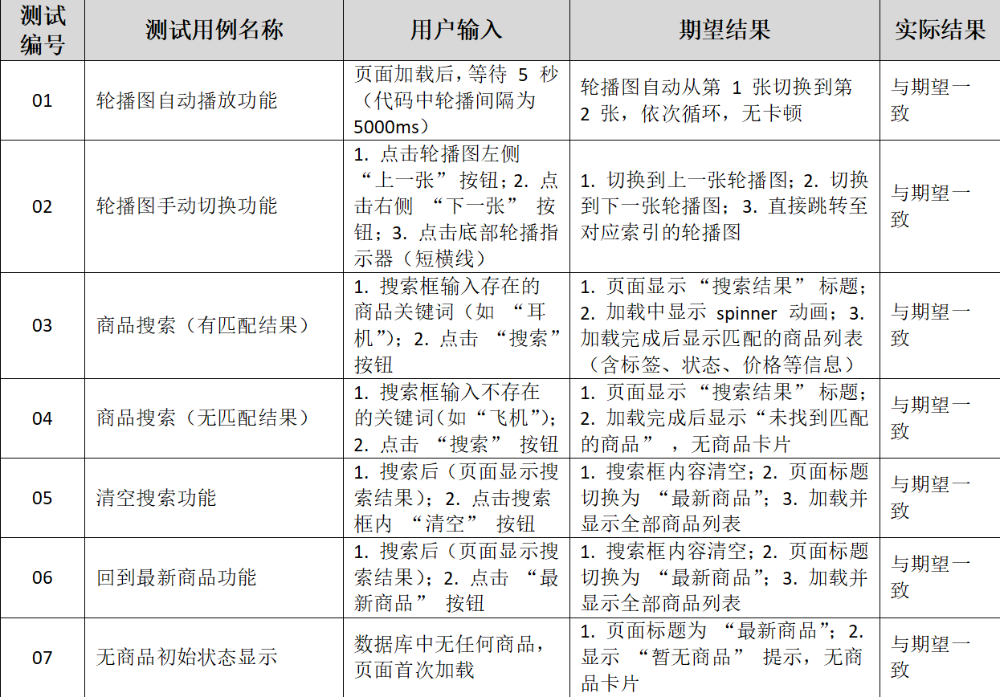 测试
编号
测试用例名称
用户输入
期望结果
实际结果
01
轮播图自动播放功能
页面加载后，等待 5 秒
（代码中轮播间隔为
5000ms）
轮播图自动从第 1 张切换到第
2 张，依次循环，无卡顿
与期望一
致
02
轮播图手动切换功能
1. 点击轮播图左侧
“上一张” 按钮；2. 点
击右侧 “下一张” 按
钮；3. 点击底部轮播指
示器（短横线）
1. 切换到上一张轮播图；2. 切换
到下一张轮播图；3. 直接跳转至
对应索引的轮播图
与期望一
致
03
商品搜索（有匹配结果）
1. 搜索框输入存在的
商品关键词（如 “耳
机”）；2. 点击 “搜索”
按钮
1. 页面显示 “搜索结果” 标题；
2. 加载中显示 spinner 动画；3.
加载完成后显示匹配的商品列表
（含标签、状态、价格等信息）
与期望一
致
04
商品搜索（无匹配结果）
1. 搜索框输入不存在
的关键词（如 “飞机”）；
2. 点击 “搜索” 按钮
1. 页面显示 “搜索结果” 标题；
2. 加载完成后显示 “未找到匹配
的商品” ，无商品卡片
与期望一
致
05
清空搜索功能
1. 搜索后（页面显示搜
索结果）；2. 点击搜索
框内 “清空” 按钮
1. 搜索框内容清空；2. 页面标题
切换为 “最新商品”；3. 加载并
显示全部商品列表
与期望一
致
06
回到最新商品功能
1. 搜索后（页面显示搜
索结果）；2. 点击 “最
新商品” 按钮
1. 搜索框内容清空；2. 页面标题
切换为 “最新商品”；3. 加载并
显示全部商品列表
与期望一
致
07
无商品初始状态显示
数据库中无任何商品，
页面首次加载
1. 页面标题为 “最新商品”；2.
显示 “暂无商品” 提示，无商
品卡片
与期望一
致